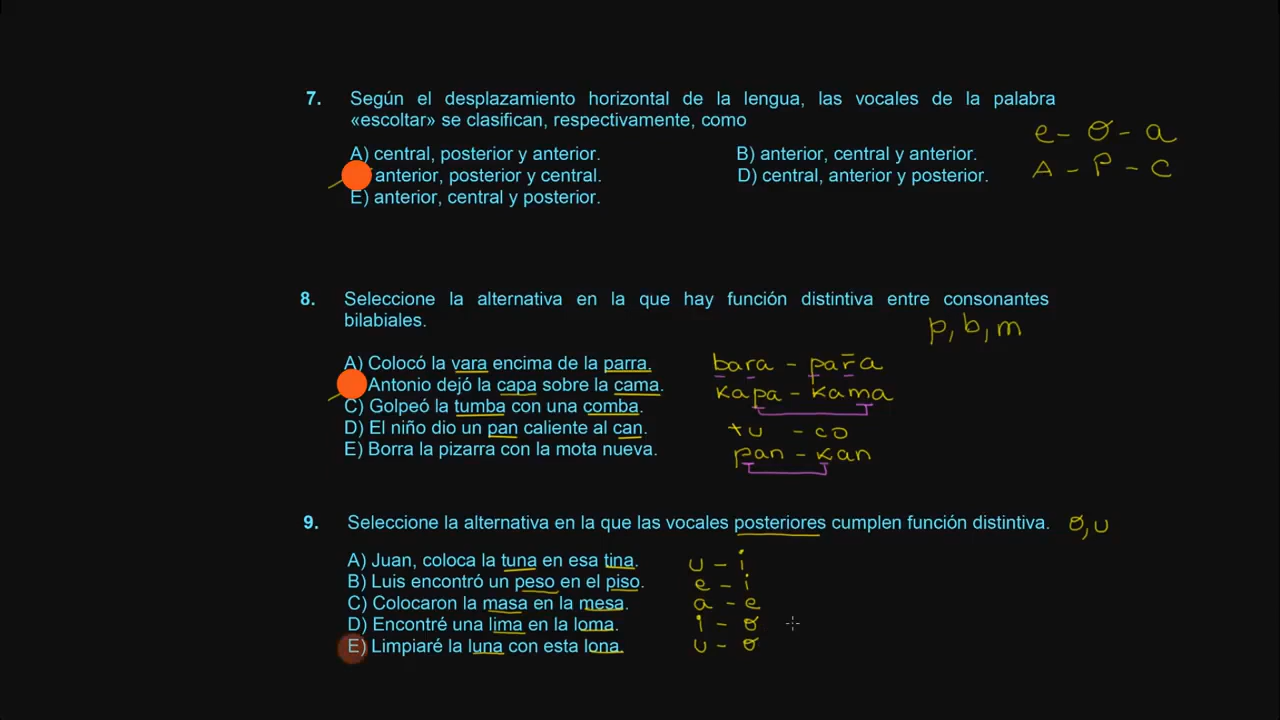 7. Según el desplazamiento horizontal de la lengua, las vocales de la palabra
«escoltar» se clasifican, respectivamente, como
e - o - a
A) central, posterior y anterior. B) anterior, central y anterior.
A - P - C
anterior, posterior y central. D) central, anterior y posterior.
E) anterior, central y posterior.
8. Seleccione la alternativa en la que hay función distintiva entre consonantes
bilabiales.
p, b, m
A) Colocó la vara encima de la parra. bara - par̄a
Antonio dejó la capa sobre la cama. kapa - kama
C) Golpeó la tumba con una comba. tu - co
D) El niño dio un pan caliente al can. pan - kan
E) Borra la pizarra con la mota nueva.
9. Seleccione la alternativa en la que las vocales posteriores cumplen función distintiva. o, u
A) Juan, coloca la tuna en esa tina. u - i
B) Luis encontró un peso en el piso. e - i
C) Colocaron la masa en la mesa. a - e
D) Encontré una lima en la loma. i - o
E) Limpiaré la luna con esta lona. u - o